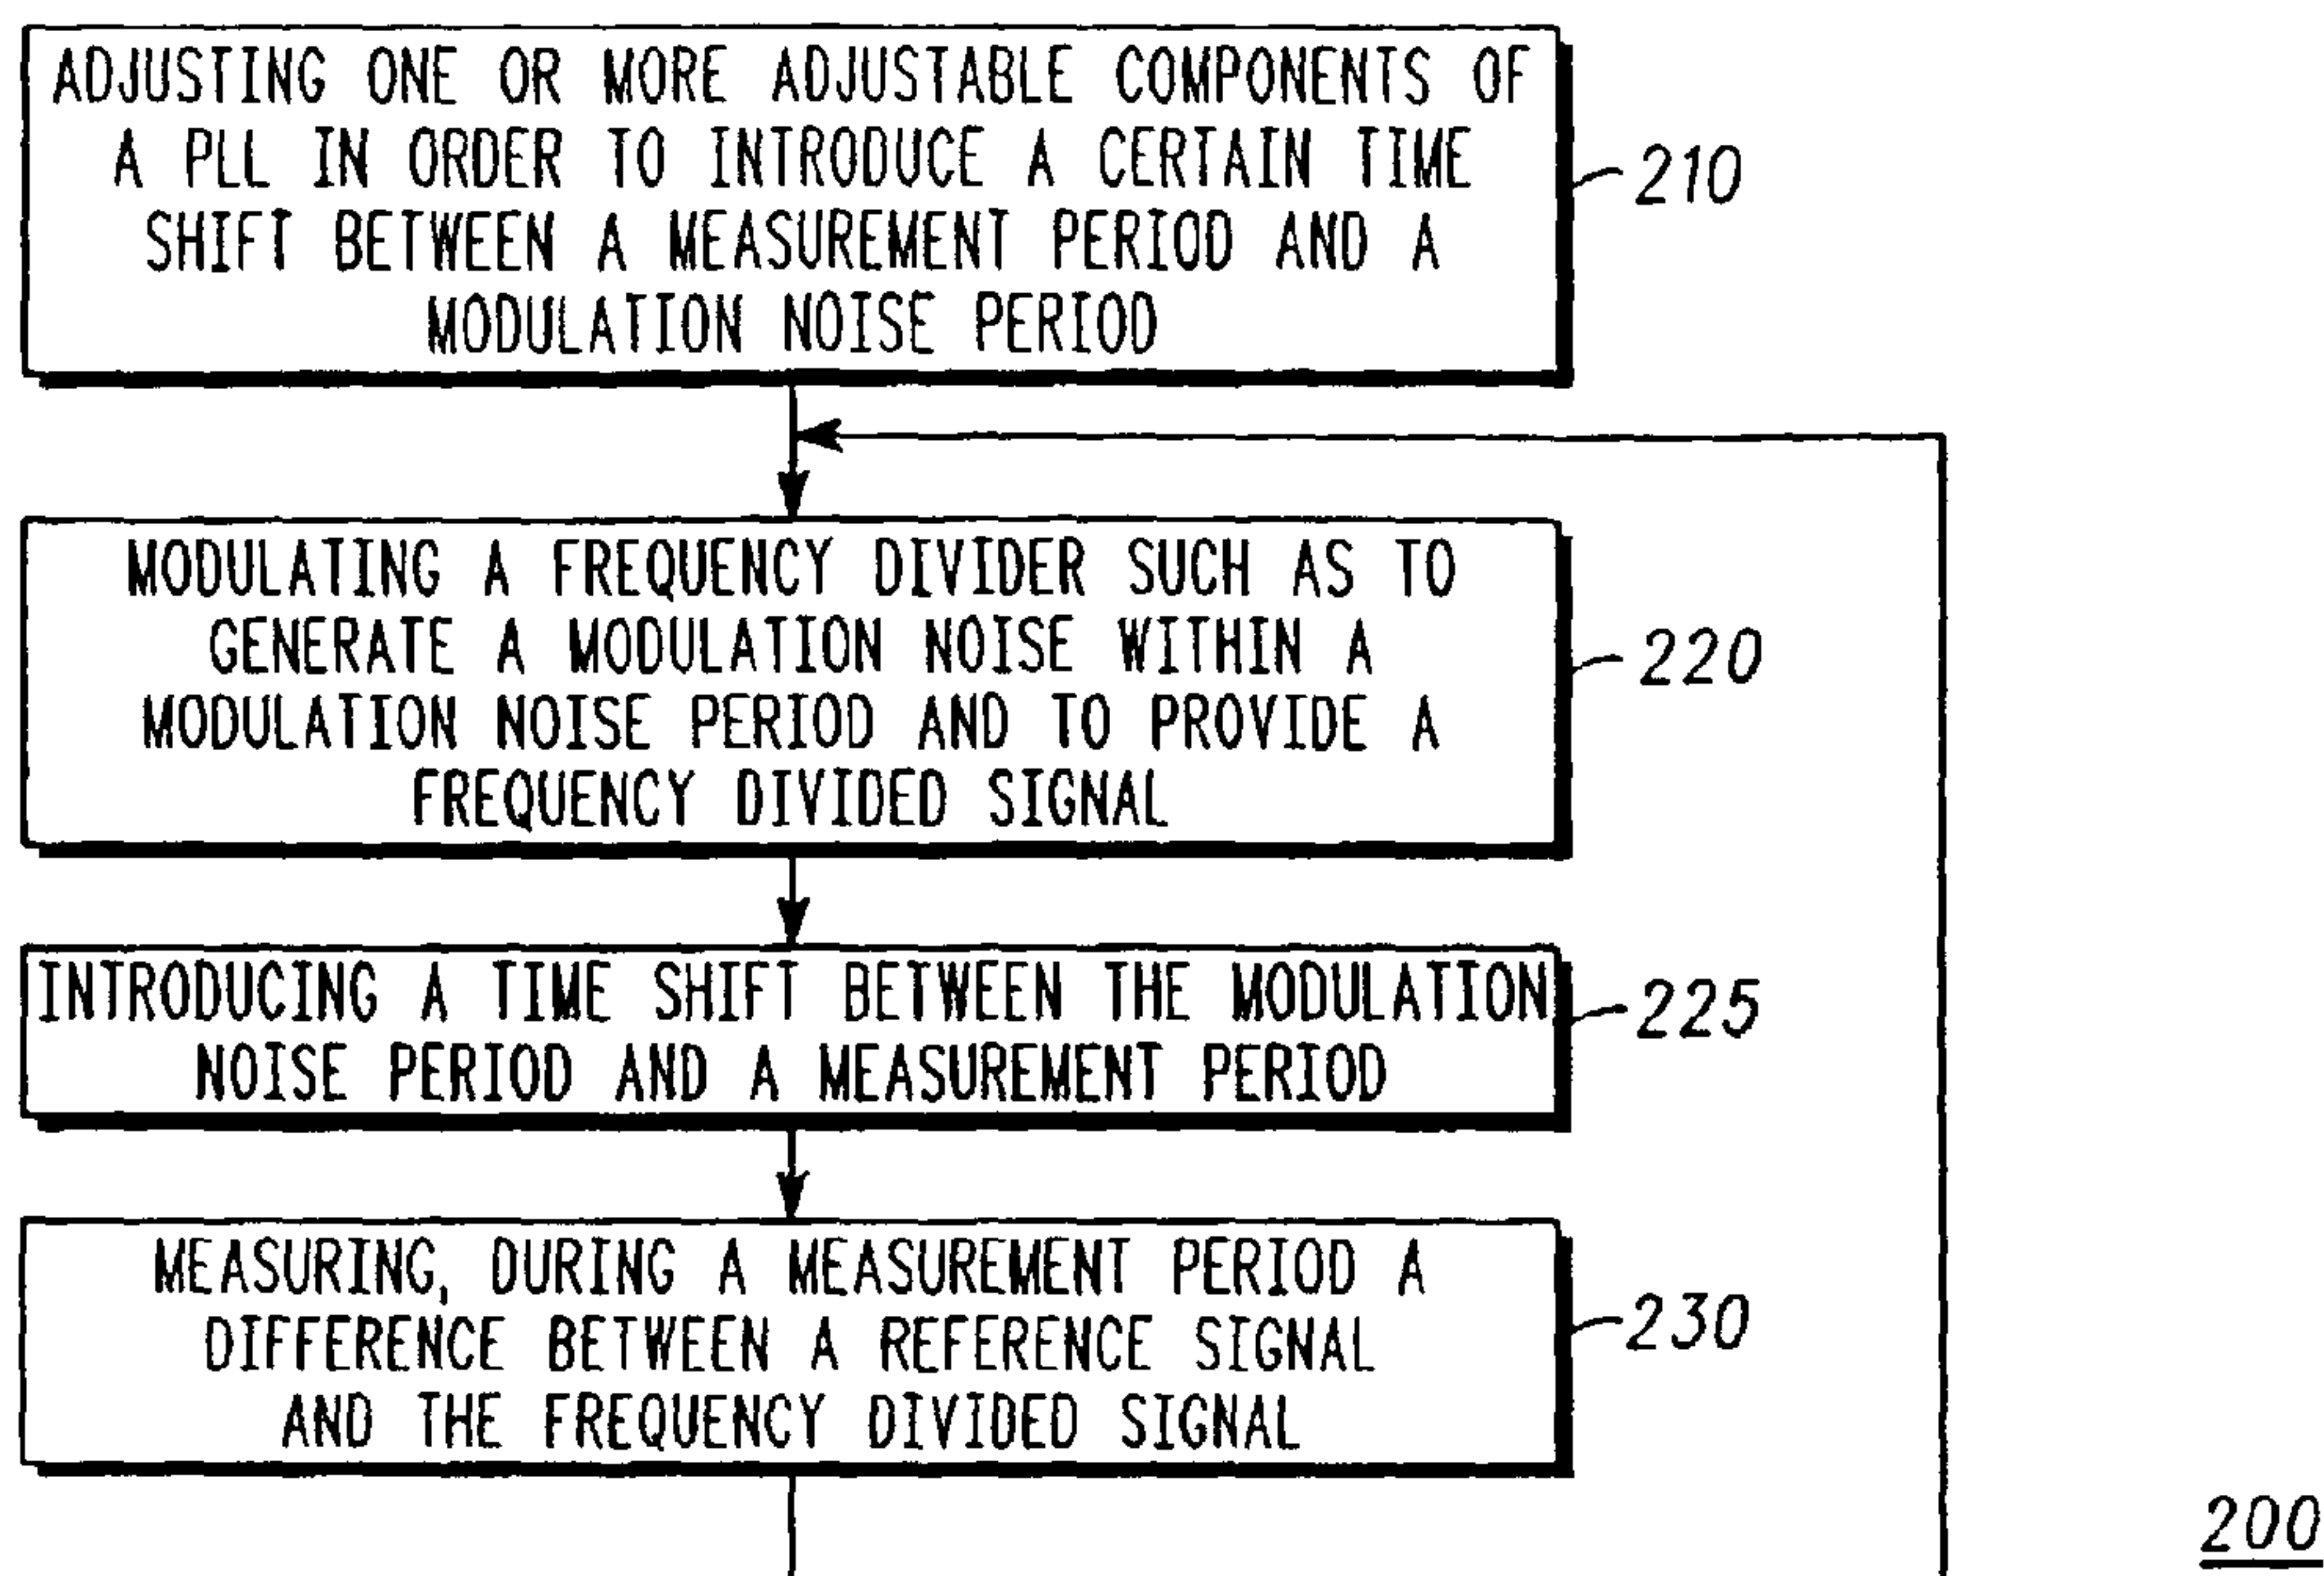 ADJUSTING ONE OR MORE ADJUSTABLE COMPONENTS OF
A PLL IN ORDER TO INTRODUCE A CERTAIN TIME
SHIFT BETWEEN A MEASUREMENT PERIOD AND A
MODULATION NOISE PERIOD
210
MODULATING A FREQUENCY DIVIDER SUCH AS TO
GENERATE A MODULATION NOISE WITHIN A
MODULATION NOISE PERIOD AND TO PROVIDE A
FREQUENCY DIVIDED SIGNAL
220
INTRODUCING A TIME SHIFT BETWEEN THE MODULATION
NOISE PERIOD AND A MEASUREMENT PERIOD
225
MEASURING, DURING A MEASUREMENT PERIOD A
DIFFERENCE BETWEEN A REFERENCE SIGNAL
AND THE FREQUENCY DIVIDED SIGNAL
230
200